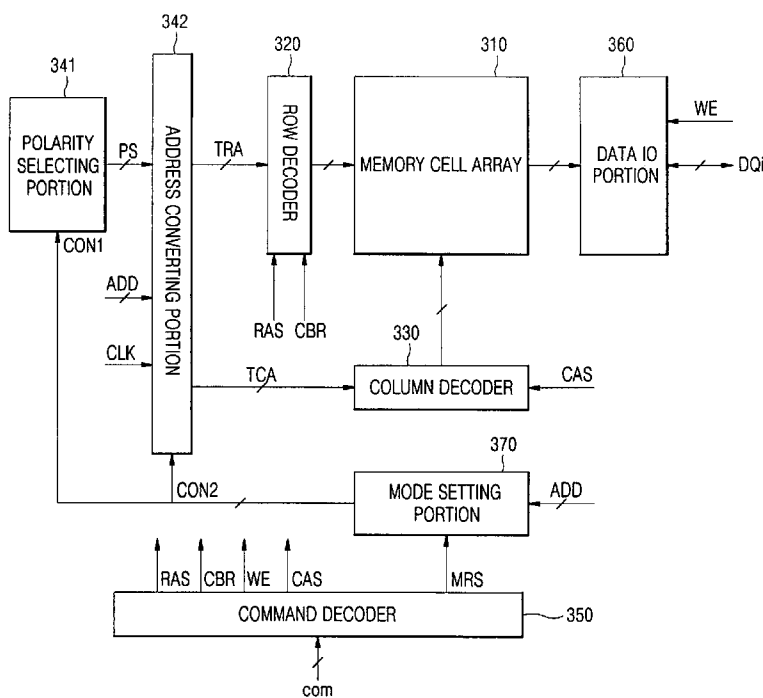 342
341
320
310
360
POLARITY
SELECTING
PORTION
PS
ADDRESS CONVERTING PORTION
TRA
ROW DECODER
MEMORY CELL ARRAY
DATA IO
PORTION
WE
DQi
CON1
ADD
CLK
RAS
CBR
330
TCA
COLUMN DECODER
CAS
370
CON2
MODE SETTING
PORTION
ADD
RAS
CBR
WE
CAS
MRS
COMMAND DECODER
350
com